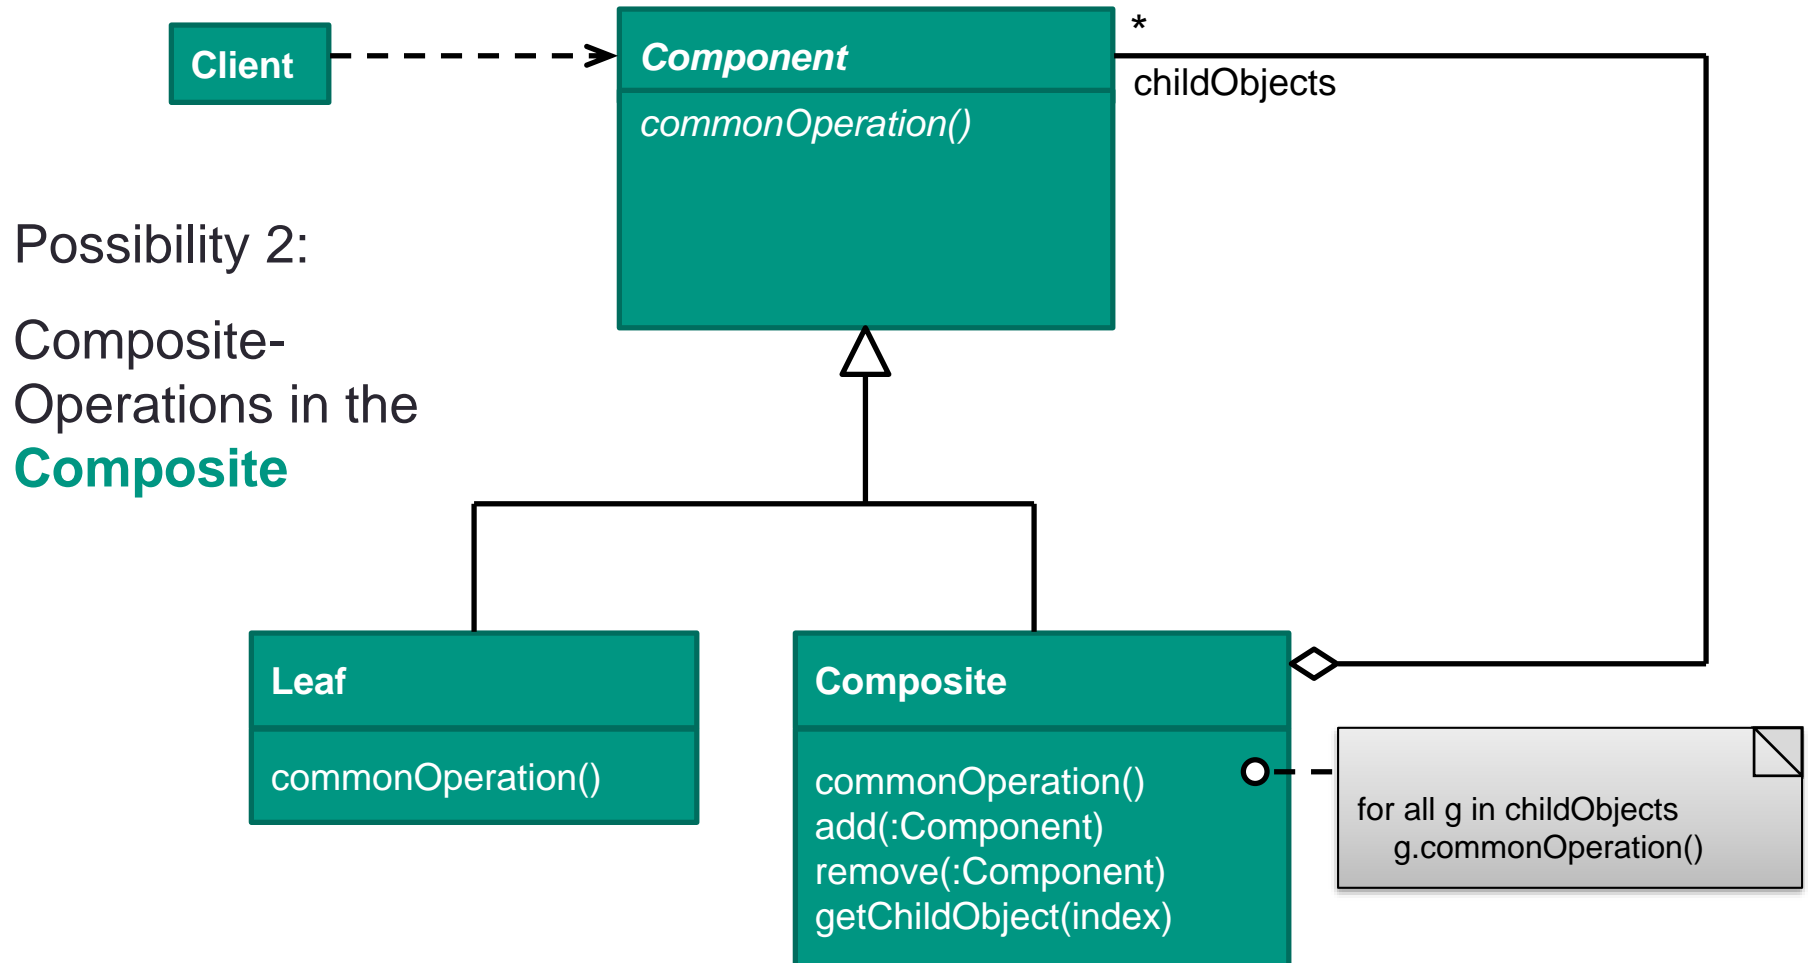 Client
Component
commonOperation()
*
childObjects
Possibility 2:
Composite-
Operations in the
Composite
Leaf
commonOperation()
Composite
commonOperation()
add(:Component)
remove(:Component)
getChildObject(index)
for all g in childObjects
g.commonOperation()